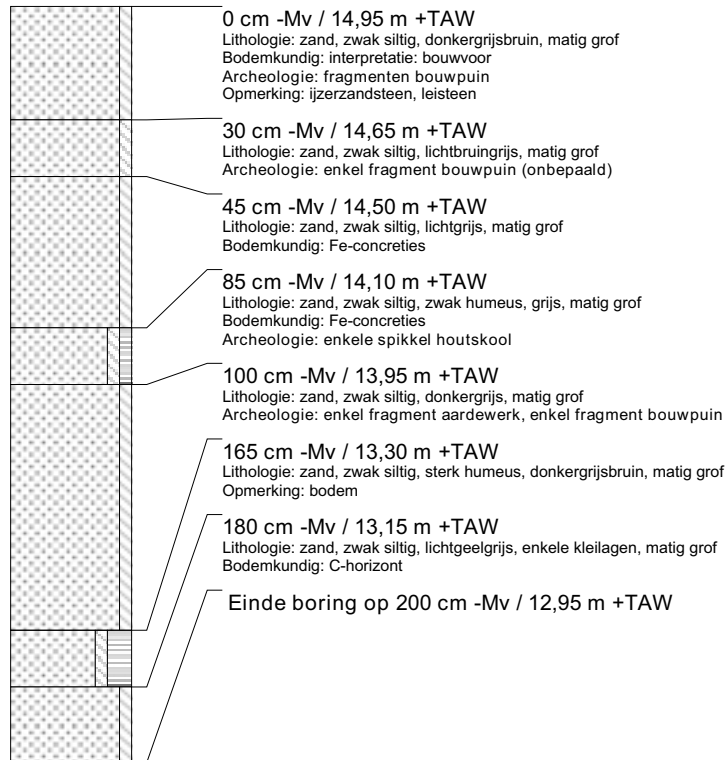 0 cm -Mv / 14,95 m +TAW
Lithologie: zand, zwak siltig, donkergrijsbruin, matig grof
Bodemkundig: interpretatie: bouwvoor
Archeologie: fragmenten bouwpuin
Opmerking: ijzerzandsteen, leisteen
30 cm -Mv / 14,65 m +TAW
Lithologie: zand, zwak siltig, lichtbruingrijs, matig grof
Archeologie: enkel fragment bouwpuin (onbepaald)
45 cm -Mv / 14,50 m +TAW
Lithologie: zand, zwak siltig, lichtgrijs, matig grof
Bodemkundig: Fe-concreties
85 cm -Mv / 14,10 m +TAW
Lithologie: zand, zwak siltig, zwak humeus, grijs, matig grof
Bodemkundig: Fe-concreties
Archeologie: enkele spikkel houtskool
100 cm -Mv / 13,95 m +TAW
Lithologie: zand, zwak siltig, donkergrijs, matig grof
Archeologie: enkel fragment aardewerk, enkel fragment bouwpuin
165 cm -Mv / 13,30 m +TAW
Lithologie: zand, zwak siltig, sterk humeus, donkergrijsbruin, matig grof
Opmerking: bodem
180 cm -Mv / 13,15 m +TAW
Lithologie: zand, zwak siltig, lichtgeelgrijs, enkele kleilagen, matig grof
Bodemkundig: C-horizont
Einde boring op 200 cm -Mv / 12,95 m +TAW